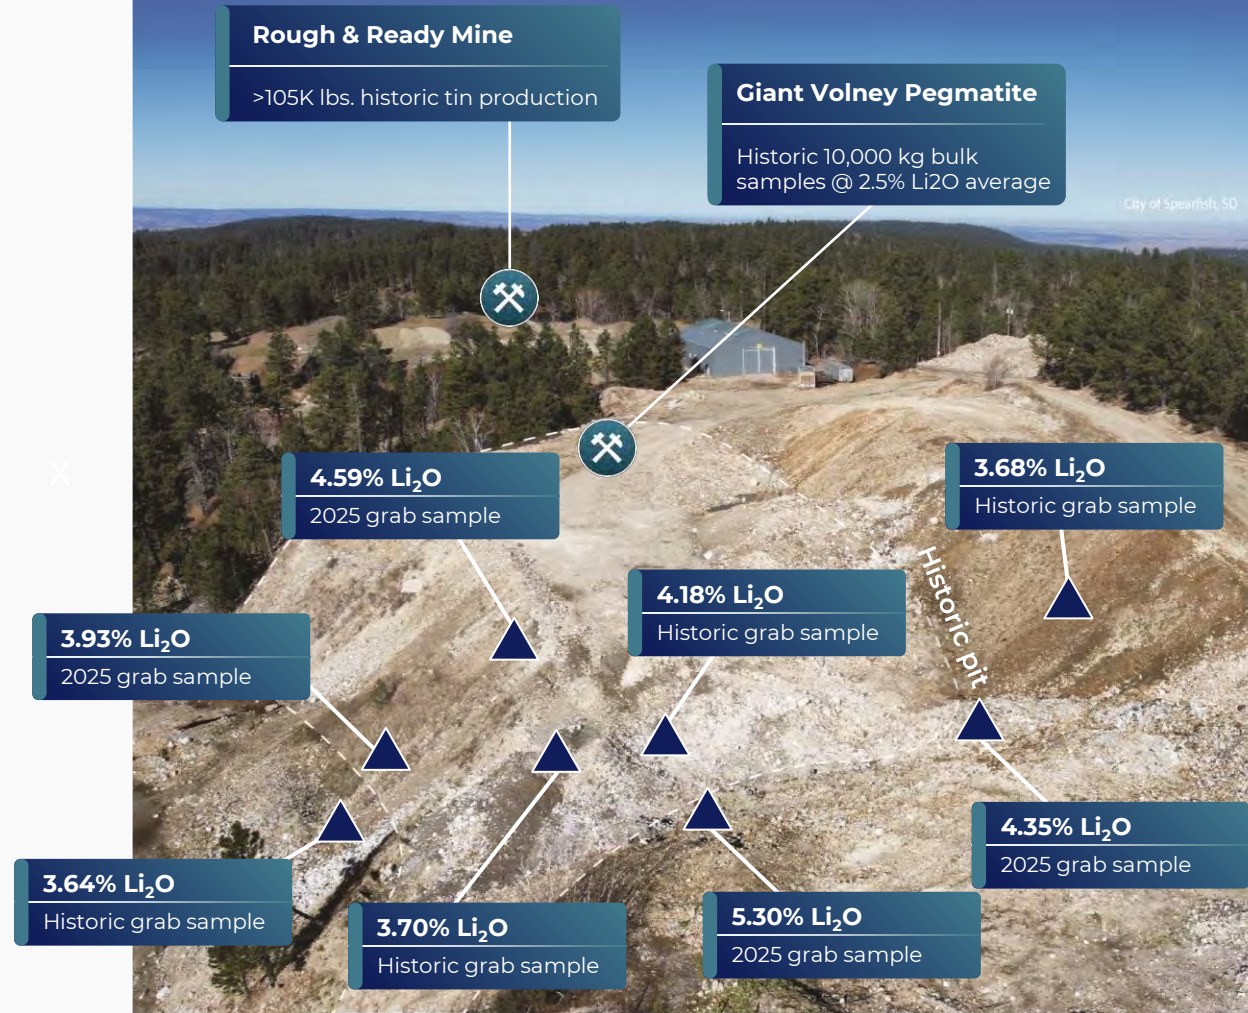 Rough & Ready Mine
>105K lbs. historic tin production
Giant Volney Pegmatite
Historic 10,000 kg bulk
samples @ 2.5% Li2O average
City of Spearfish, SD
X
4.59% Li₂O
2025 grab sample
3.68% Li₂O
Historic grab sample
Historic pit
4.18% Li₂O
Historic grab sample
3.93% Li₂O
2025 grab sample
4.35% Li₂O
2025 grab sample
3.64% Li₂O
Historic grab sample
3.70% Li₂O
Historic grab sample
5.30% Li₂O
2025 grab sample